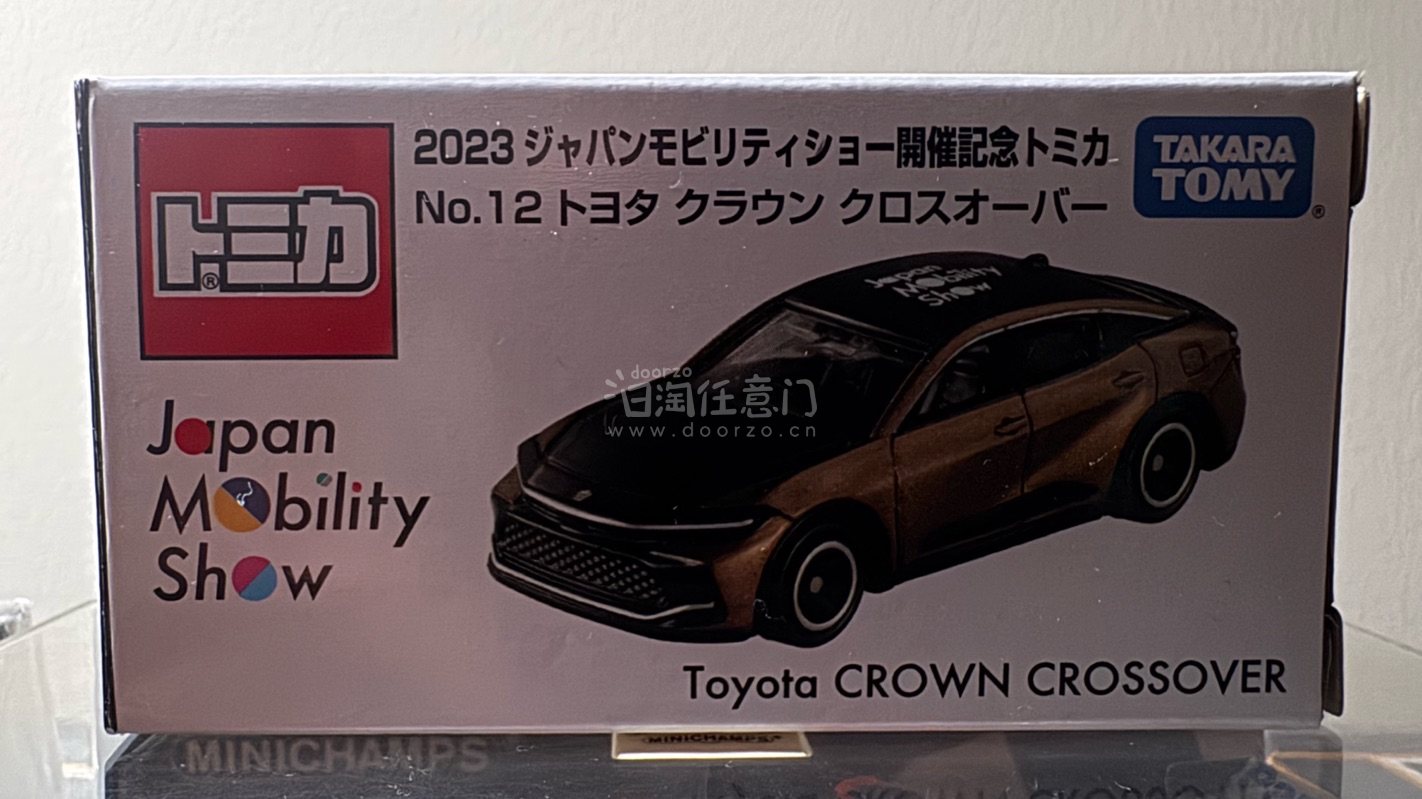 2023 ジャパンモビリティショー開催記念トミカ
No.12 トヨタ クラウン クロスオーバー
TAKARA
TOMY
®
トミカ
®
Japan
Mobility
Show
Japan
Mobility
Show
doorzo
日淘任意门
www.doorzo.cn
Toyota CROWN CROSSOVER
MINICHAMPS
MINICHAMPS